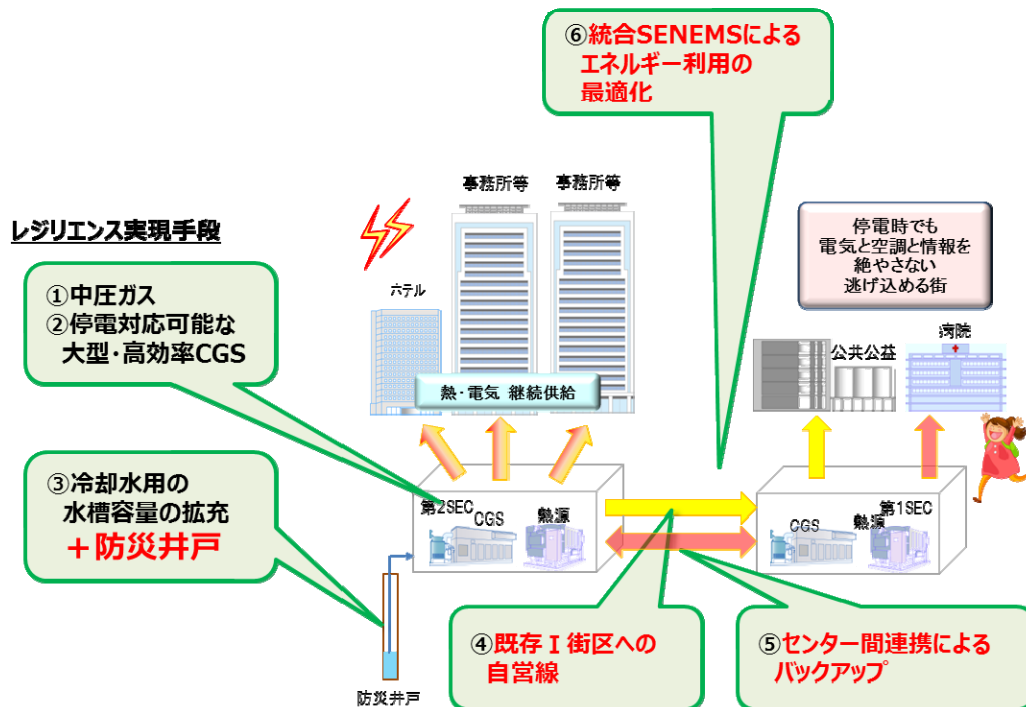 ⑥統合SENEMSによる
エネルギー利用の
最適化
レジリエンス実現手段
①中圧ガス
②停電対応可能な
大型・高効率CGS
③冷却水用の
水槽容量の拡充
＋防災井戸
事務所等
事務所等
ホテル
熱・電気 継続供給
停電時でも
電気と空調と情報を
絶やさない
逃げ込める街
病院
公共公益
第2SEC
CGS
熱源
第1SEC
CGS
熱源
④既存Ⅰ街区への
自営線
⑤センター間連携による
バックアップ
防災井戸